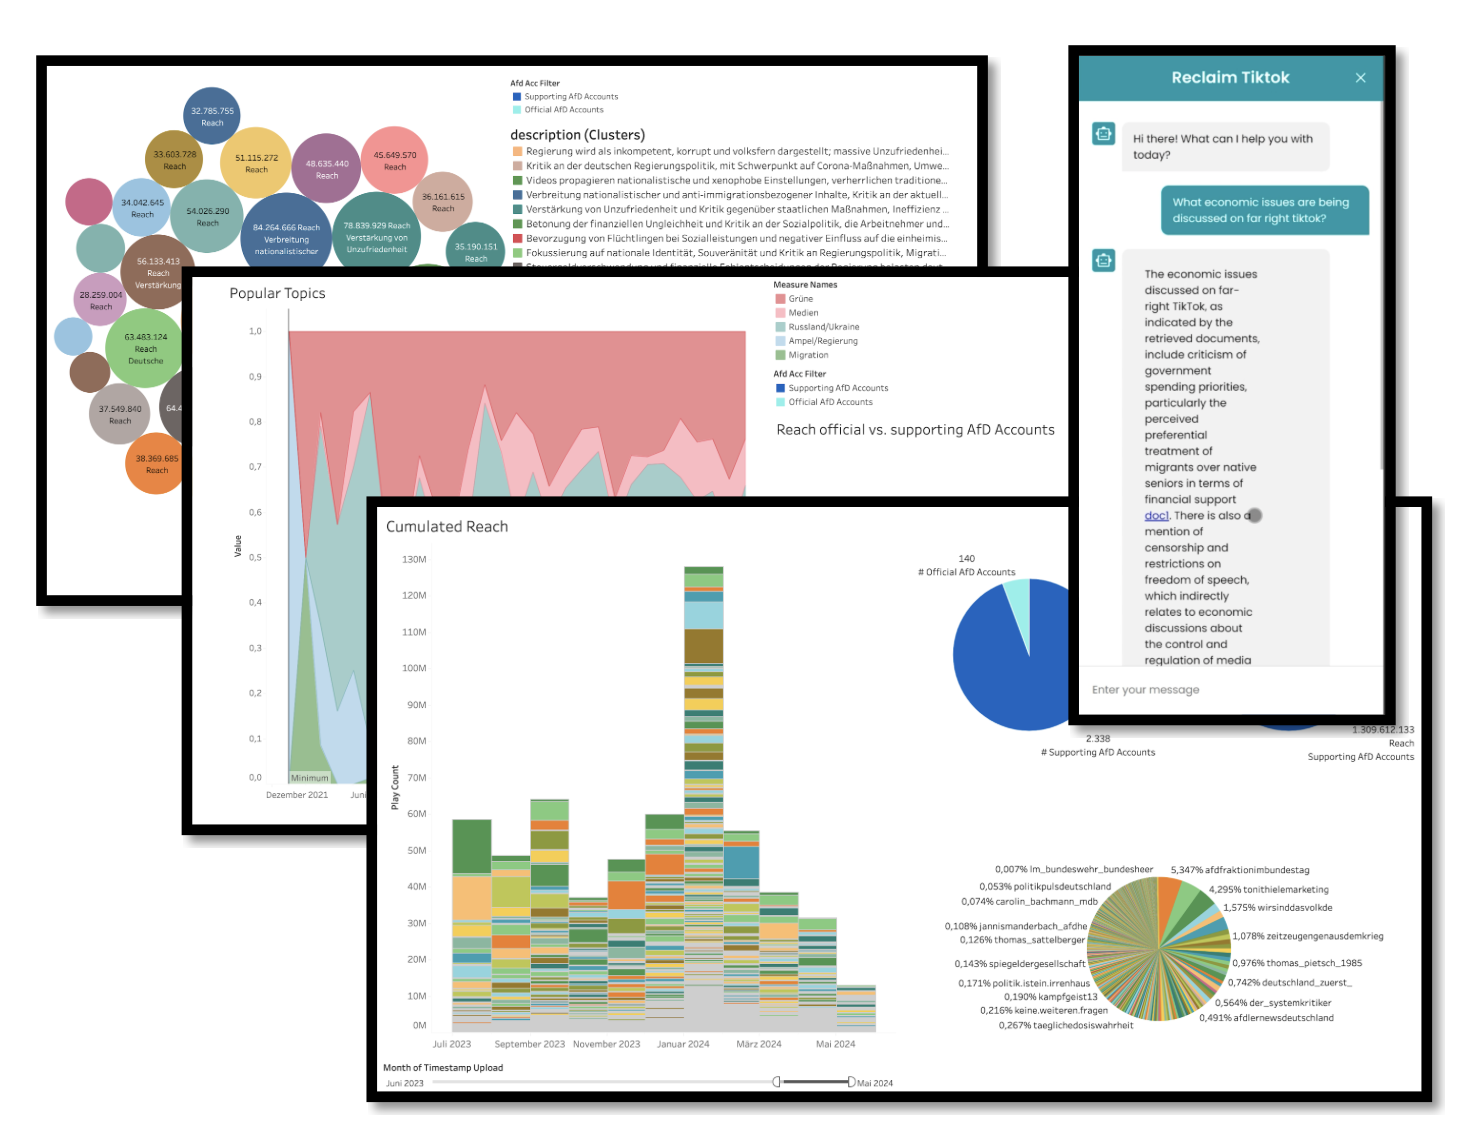 32.785.755
Reach
33.603.728
Reach
51.115.272
Reach
48.635.440
Reach
45.649.570
Reach
34.042.645
Reach
54.026.290
Reach
36.161.615
Reach
84.264.666 Reach
Verbreitung
nationalistischer
78.839.929 Reach
Verstärkung von
Unzufriedenheit
35.190.151
Reach
56.133.413
Reach
Verstärkung
28.259.004
Reach
63.483.124
Reach
Deutsche
37.549.840
Reach
64.4
38.369.685
Reach
Afd Acc Filter
Supporting AfD Accounts
Official AfD Accounts
description (Clusters)
Regierung wird als inkompetent, korrupt und volksfern dargestellt; massive Unzufriedenhei...
Kritik an der deutschen Regierungspolitik, mit Schwerpunkt auf Corona-Maßnahmen, Umwe...
Videos propagieren nationalistische und xenophobe Einstellungen, verherrlichen traditione...
Verbreitung nationalistischer und anti-immigrationsbezogener Inhalte, Kritik an der aktuell...
Verstärkung von Unzufriedenheit und Kritik gegenüber staatlichen Maßnahmen, Ineffizienz ...
Betonung der finanziellen Ungleichheit und Kritik an der Sozialpolitik, die Arbeitnehmer und...
Bevorzugung von Flüchtlingen bei Sozialleistungen und negativer Einfluss auf die einheimis...
Fokussierung auf nationale Identität, Souveränität und Kritik an Regierungspolitik, Migrati...
Popular Topics
1,0
0,9
0,8
0,7
0,6
0,5
0,4
0,3
0,2
0,1
0,0
Value
Minimum
Dezember 2021
Juni
Measure Names
Grüne
Medien
Russland/Ukraine
Ampel/Regierung
Migration
Afd Acc Filter
Supporting AfD Accounts
Official AfD Accounts
Reach official vs. supporting AfD Accounts
Cumulated Reach
130M
120M
110M
100M
90M
80M
70M
60M
50M
40M
30M
20M
10M
0M
Play Count
Juli 2023
September 2023
November 2023
Januar 2024
März 2024
Mai 2024
Month of Timestamp Upload
Juni 2023
Mai 2024
140
# Official AfD Accounts
2.338
# Supporting AfD Accounts
1.309.612.133
Reach
Supporting AfD Accounts
0,007% lm_bundeswehr_bundesheer
0,053% politikpulsdeutschland
0,074% carolin_bachmann_mdb
0,108% jannismanderbach_afdhe
0,126% thomas_sattelberger
0,143% spiegeldergesellschaft
0,171% politik.istein.irrenhaus
0,190% kampfgeist13
0,216% keine.weiteren.fragen
0,267% taeglichedosiswahrheit
5,347% afdfraktionimbundestag
4,295% tonithielemarketing
1,575% wirsinddasvolkde
1,078% zeitzeugengenausdemkrieg
0,976% thomas_pietsch_1985
0,742% deutschland_zuerst_
0,564% der_systemkritiker
0,491% afdlernewsdeutschland
Reclaim Tiktok
Hi there! What can I help you with
today?
What economic issues are being
discussed on far right tiktok?
The economic issues
discussed on far-
right TikTok, as
indicated by the
retrieved documents,
include criticism of
government
spending priorities,
particularly the
perceived
preferential
treatment of
migrants over native
seniors in terms of
financial support
doc1. There is also a
mention of
censorship and
restrictions on
freedom of speech,
which indirectly
relates to economic
discussions about
the control and
regulation of media
Enter your message